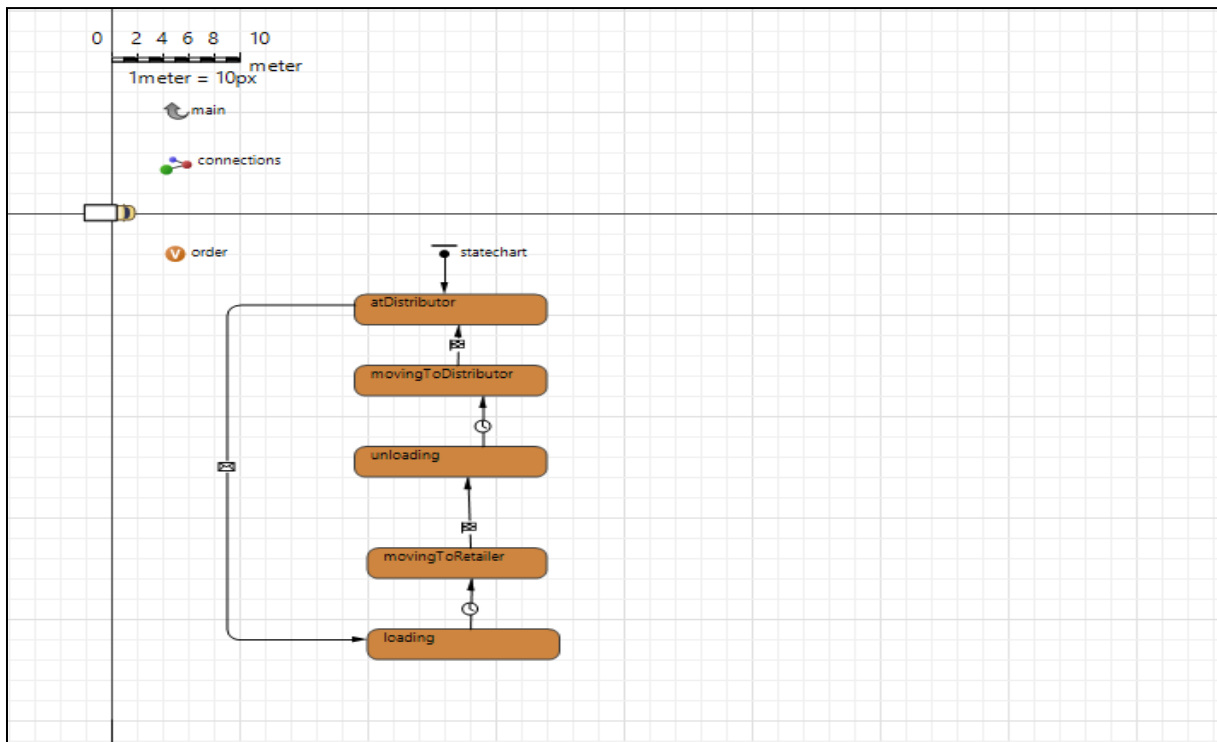 0 2 4 6 8 10
meter
1meter = 10px
main
connections
V order
statechart
atDistributor
movingToDistributor
unloading
movingToRetailer
loading